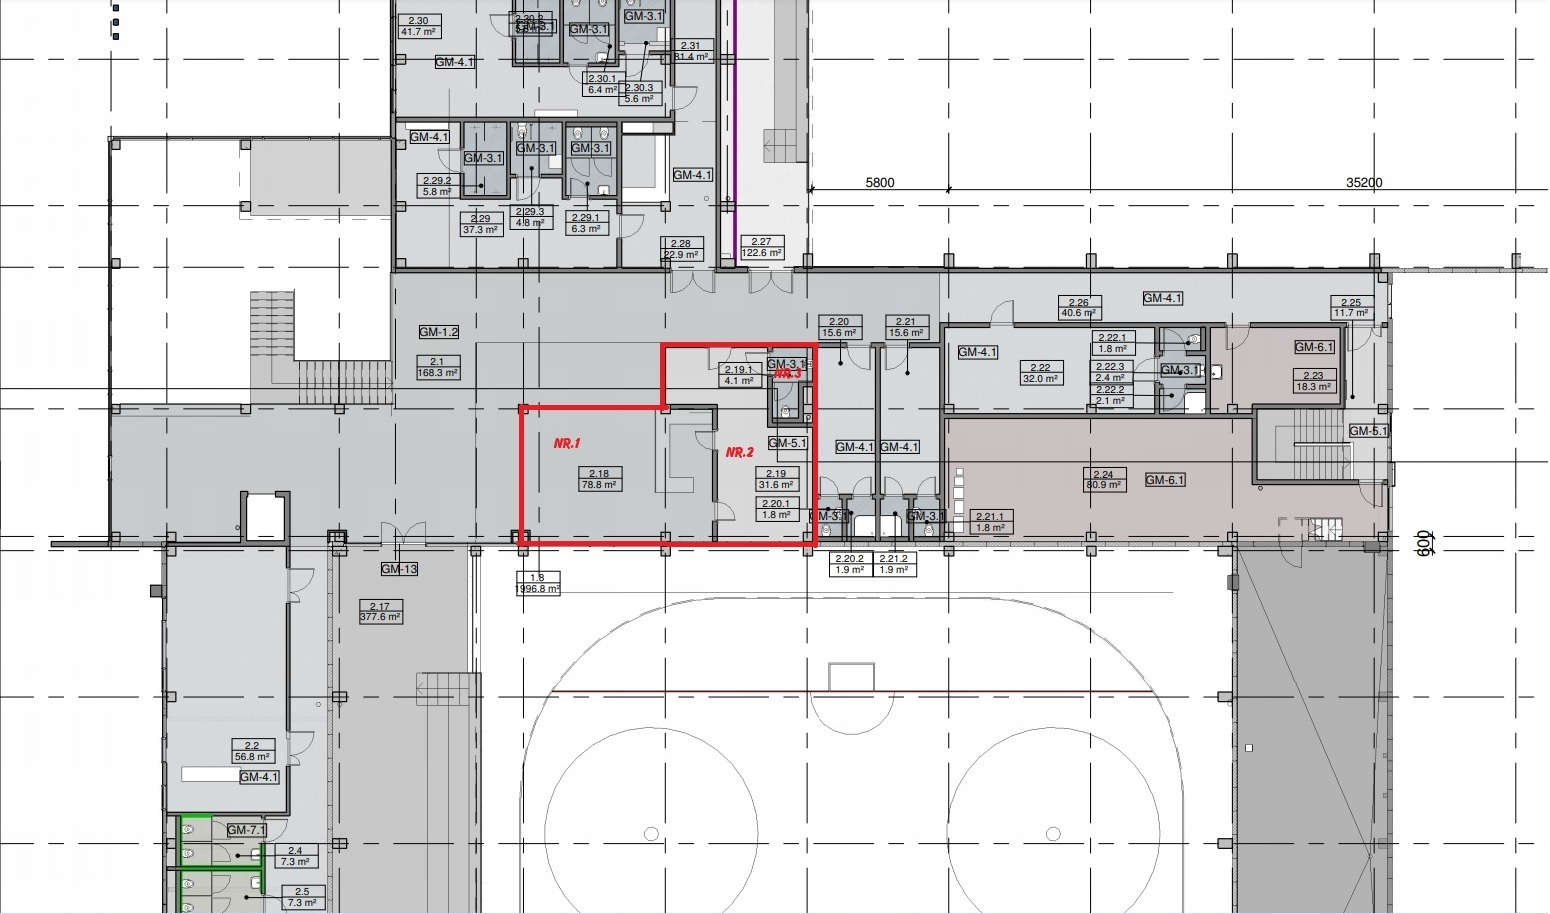 2.30
41.7 m²
GM-3.1
GM-3.1
GM-3.1
GM-4.1
2.31
81.4 m²
2.30.1
6.4 m²
2.30.3
5.6 m²
GM-4.1
GM-3.1
GM-3.1
GM-3.1
GM-4.1
2.29.2
5.8 m²
2.29
37.3 m²
2.29.3
4.8 m²
2.29.1
6.3 m²
2.28
22.9 m²
2.27
122.6 m²
5800
35200
GM-1.2
2.1
168.3 m²
2.20
15.6 m²
2.21
15.6 m²
2.26
40.6 m²
GM-4.1
2.25
11.7 m²
GM-4.1
2.22
32.0 m²
2.22.1
1.8 m²
2.22.3
2.4 m²
2.22.2
2.1 m²
GM-3.1
GM-6.1
2.23
18.3 m²
2.19.1
4.1 m²
GM-3.1
NR.3
NR.1
NR.2
GM-5.1
GM-4.1
GM-4.1
GM-5.1
2.18
78.8 m²
2.19
31.6 m²
2.20.1
1.8 m²
GM-3.1
GM-3.1
2.21.1
1.8 m²
2.24
80.9 m²
GM-6.1
2.20.2
1.9 m²
2.21.2
1.9 m²
600
GM-13
1.8
1996.8 m²
2.17
377.6 m²
2.2
56.8 m²
GM-4.1
GM-7.1
2.4
7.3 m²
2.5
7.3 m²